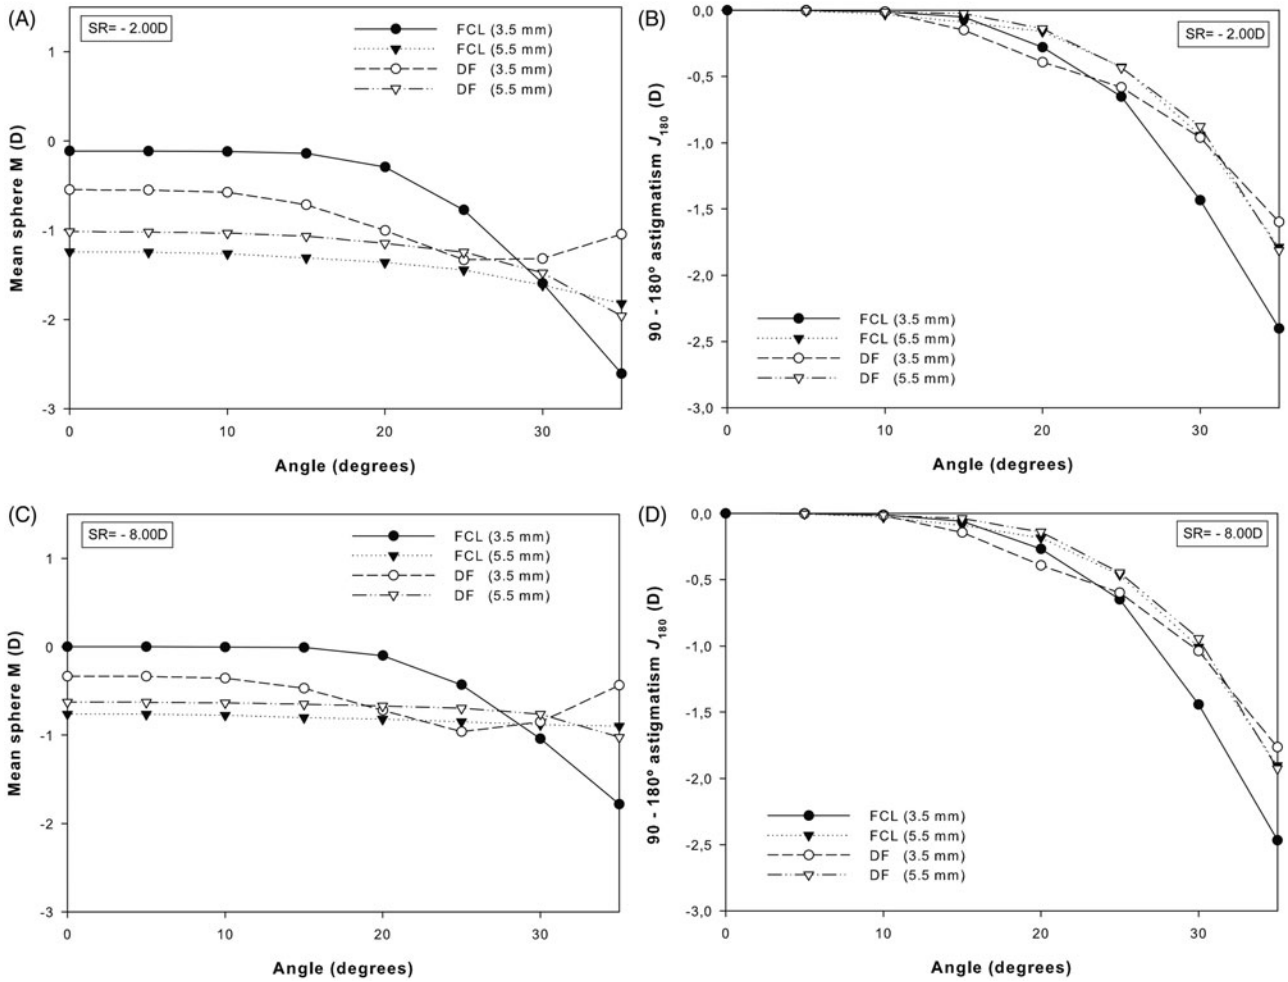 (A)
SR= - 2.00D
FCL (3.5 mm)
FCL (5.5 mm)
DF (3.5 mm)
DF (5.5 mm)
Mean sphere M (D)
1
0
-1
-2
-3
0
10
20
30
Angle (degrees)
(B)
SR= - 2.00D
90 - 180º astigmatism J180 (D)
0,0
-0,5
-1,0
-1,5
-2,0
-2,5
-3,0
FCL (3.5 mm)
FCL (5.5 mm)
DF (3.5 mm)
DF (5.5 mm)
0
10
20
30
Angle (degrees)
(C)
SR= - 8.00D
FCL (3.5 mm)
FCL (5.5 mm)
DF (3.5 mm)
DF (5.5 mm)
Mean sphere M (D)
1
0
-1
-2
-3
0
10
20
30
Angle (degrees)
(D)
SR= - 8.00D
90 - 180º astigmatism J180 (D)
0,0
-0,5
-1,0
-1,5
-2,0
-2,5
-3,0
FCL (3.5 mm)
FCL (5.5 mm)
DF (3.5 mm)
DF (5.5 mm)
0
10
20
30
Angle (degrees)